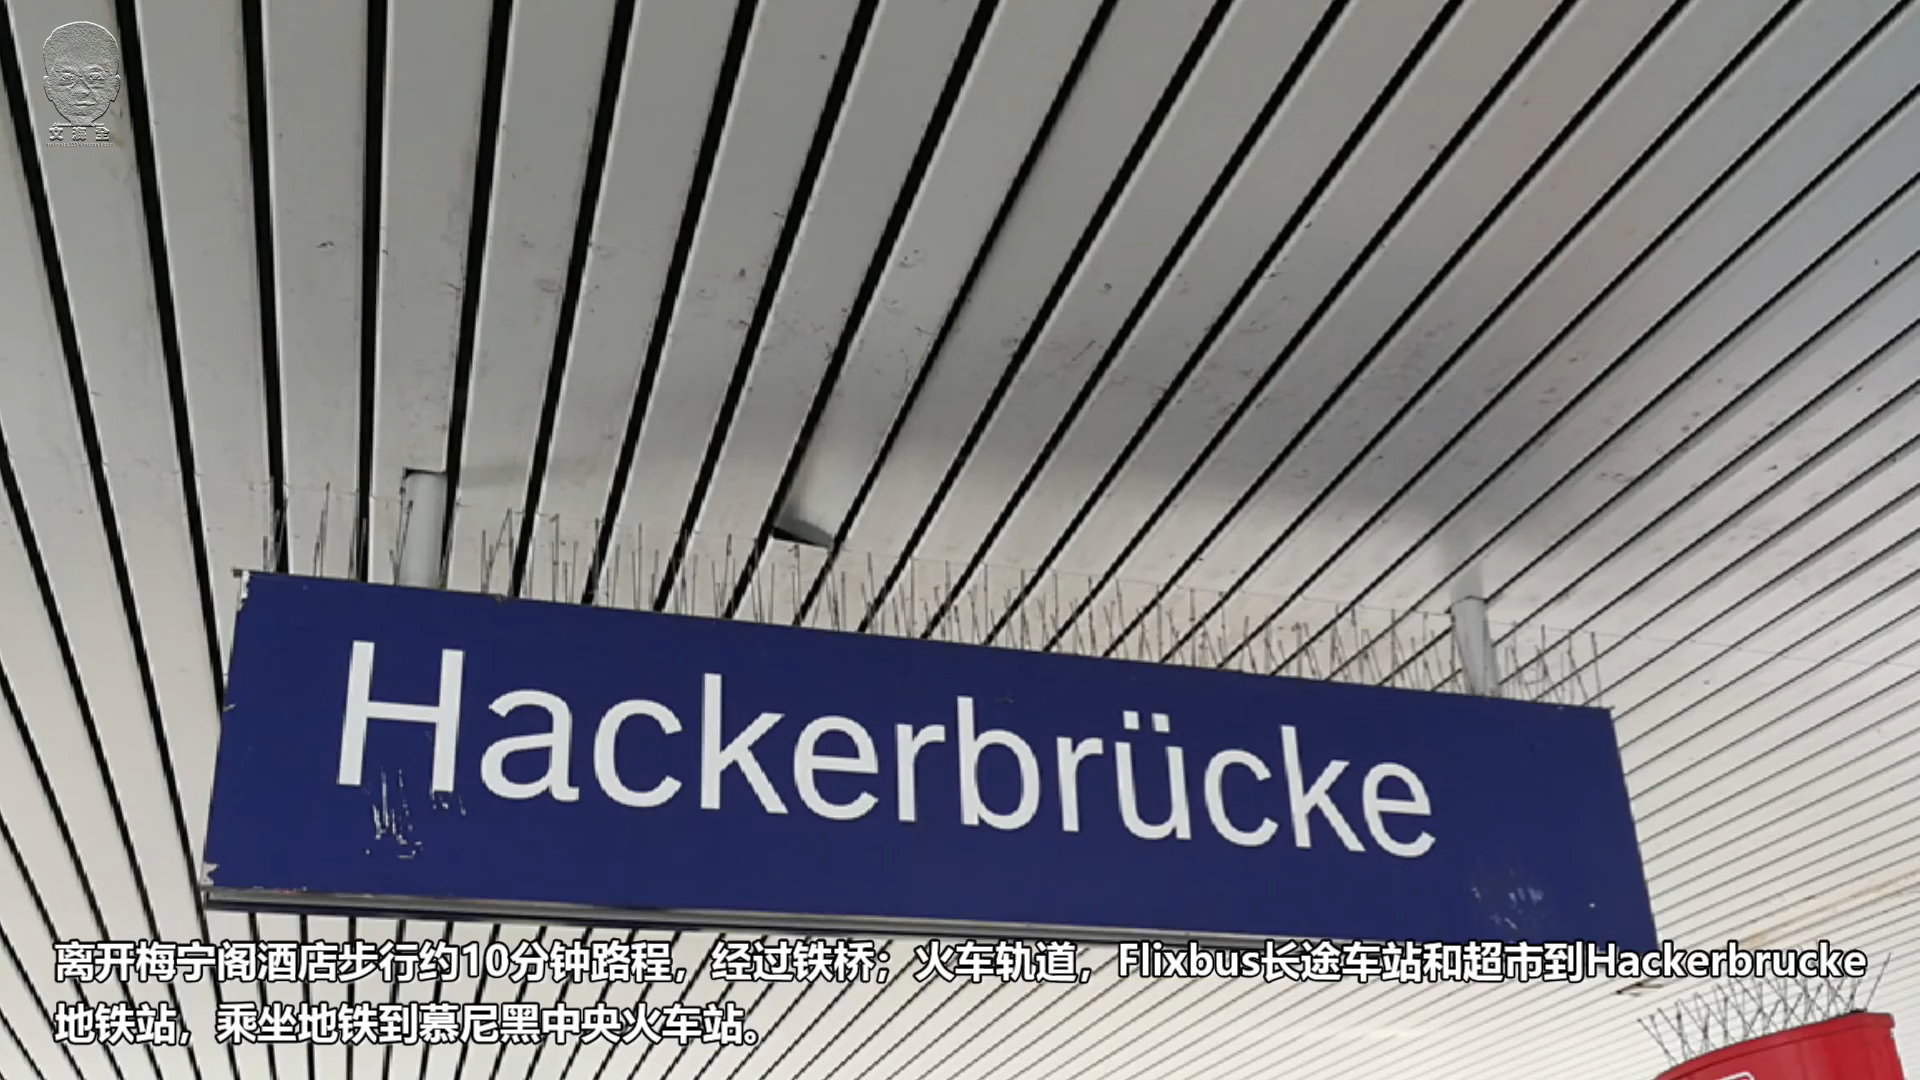 文源全
Hackerbrücke
离开梅宁阁酒店步行约10分钟路程，经过铁桥；火车轨道，Flixbus长途车站和超市到Hackerbrucke
地铁站，乘坐地铁到慕尼黑中央火车站。